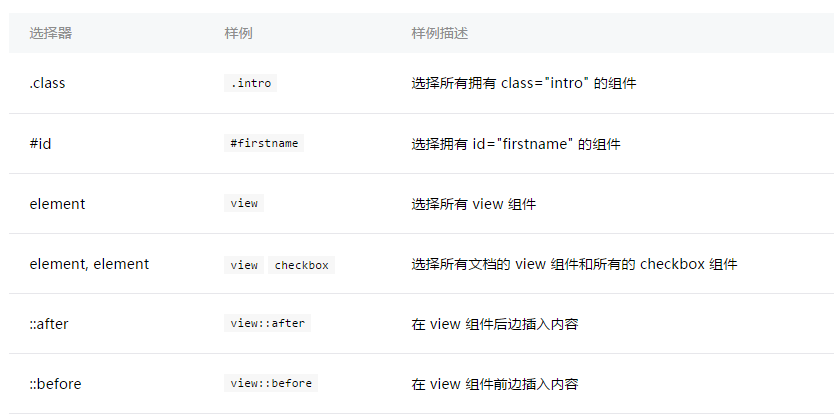 选择器 样例 样例描述
.class .intro 选择所有拥有 class="intro" 的组件
#id #firstname 选择拥有 id="firstname" 的组件
element view 选择所有 view 组件
element, element view checkbox 选择所有文档的 view 组件和所有的 checkbox 组件
::after view::after 在 view 组件后边插入内容
::before view::before 在 view 组件前边插入内容